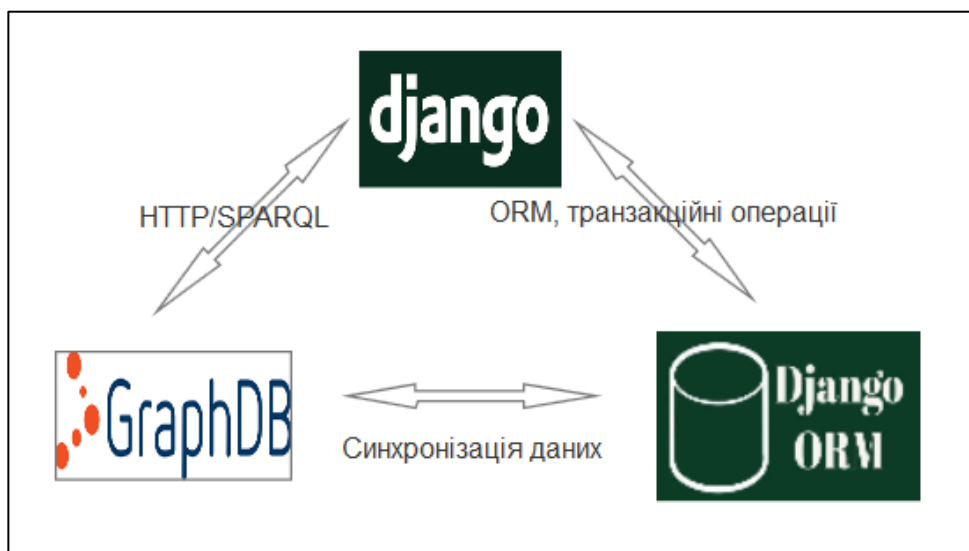 django
HTTP/SPARQL
ORM, транзакційні операції
GraphDB
Django
ORM
Синхронізація даних